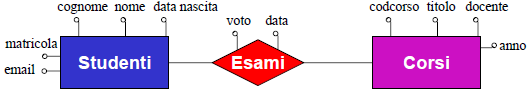 cognome nome data nascita
voto data
codcorso titolo docente
matricola
anno
Studenti Esami Corsi
email